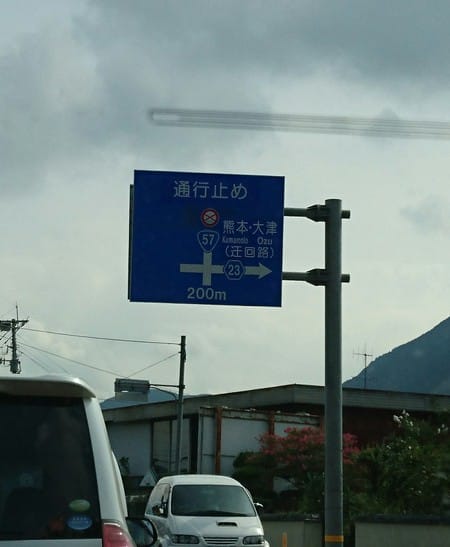 通行止め
熊本・大津
Kumamoto Ozu
57
(迂回路)
23
200m